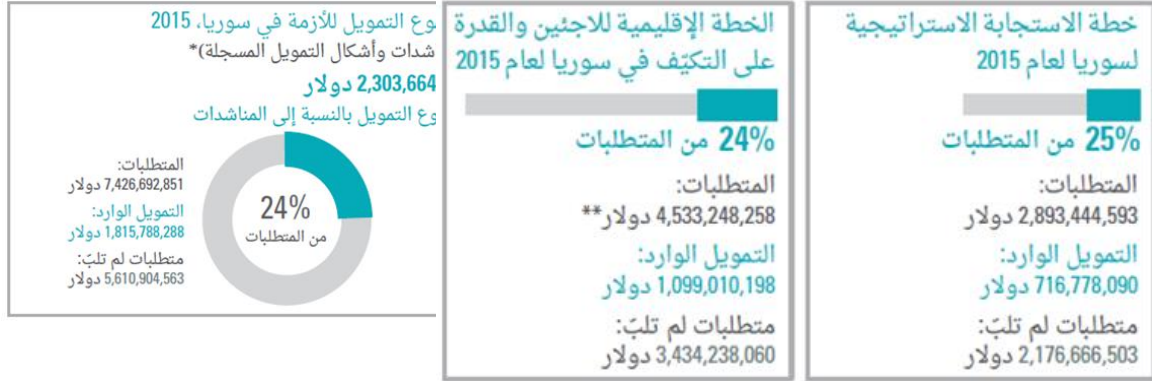 خطة الاستجابة الاستراتيجية
لسوريا لعام 2015
25% من المتطلبات
المتطلبات:
2,893,444,593 دولار
التمويل الوارد:
716,778,090 دولار
متطلبات لم تلبّ:
2,176,666,503 دولار
الخطة الإقليمية للاجئين والقدرة
على التكيّف في سوريا لعام 2015
24% من المتطلبات
المتطلبات:
4,533,248,258 دولار**
التمويل الوارد:
1,099,010,198 دولار
متطلبات لم تلبّ:
3,434,238,060 دولار
التمويل للأزمة في سوريا، 2015
وأشكال التمويل المسجلة)*
2,303,664 دولار
التمويل بالنسبة إلى المناشدات
24%
من المتطلبات
المتطلبات:
7,426,692,851 دولار
التمويل الوارد:
1,815,788,288 دولار
متطلبات لم تلبّ:
5,610,904,563 دولار